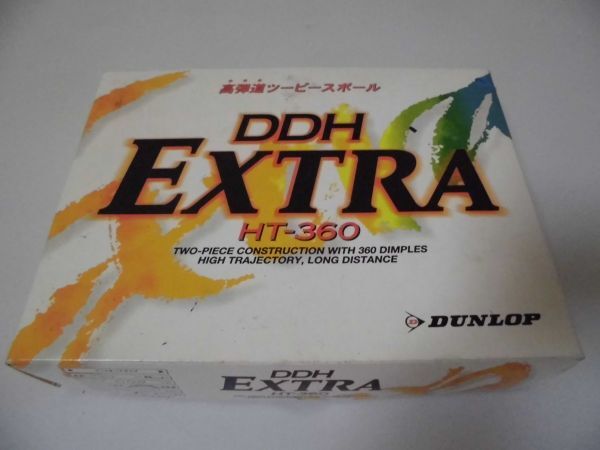 高弾道ツーピースボール
DDH
EXTRA
HT-360
TWO-PIECE CONSTRUCTION WITH 360 DIMPLES
HIGH TRAJECTORY, LONG DISTANCE
DUNLOP
DDH
EXTRA
HT-360